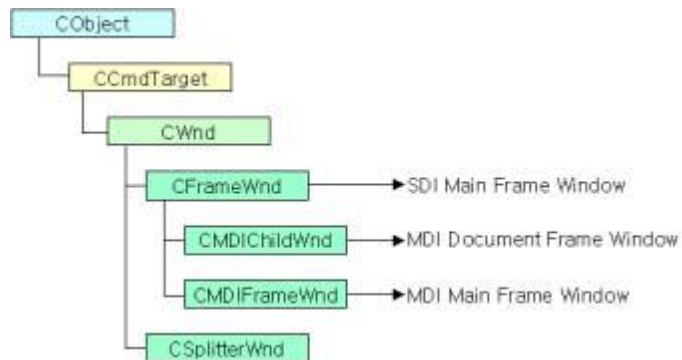 CObject
CCmdTarget
CWnd
CFrameWnd SDI Main Frame Window
CMDIChildWnd MDI Document Frame Window
CMDIFrameWnd MDI Main Frame Window
CSplitterWnd